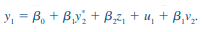 y₁ = β₀ + β₁y₂* + β₂z₁ + u₁ + β₁v₂.